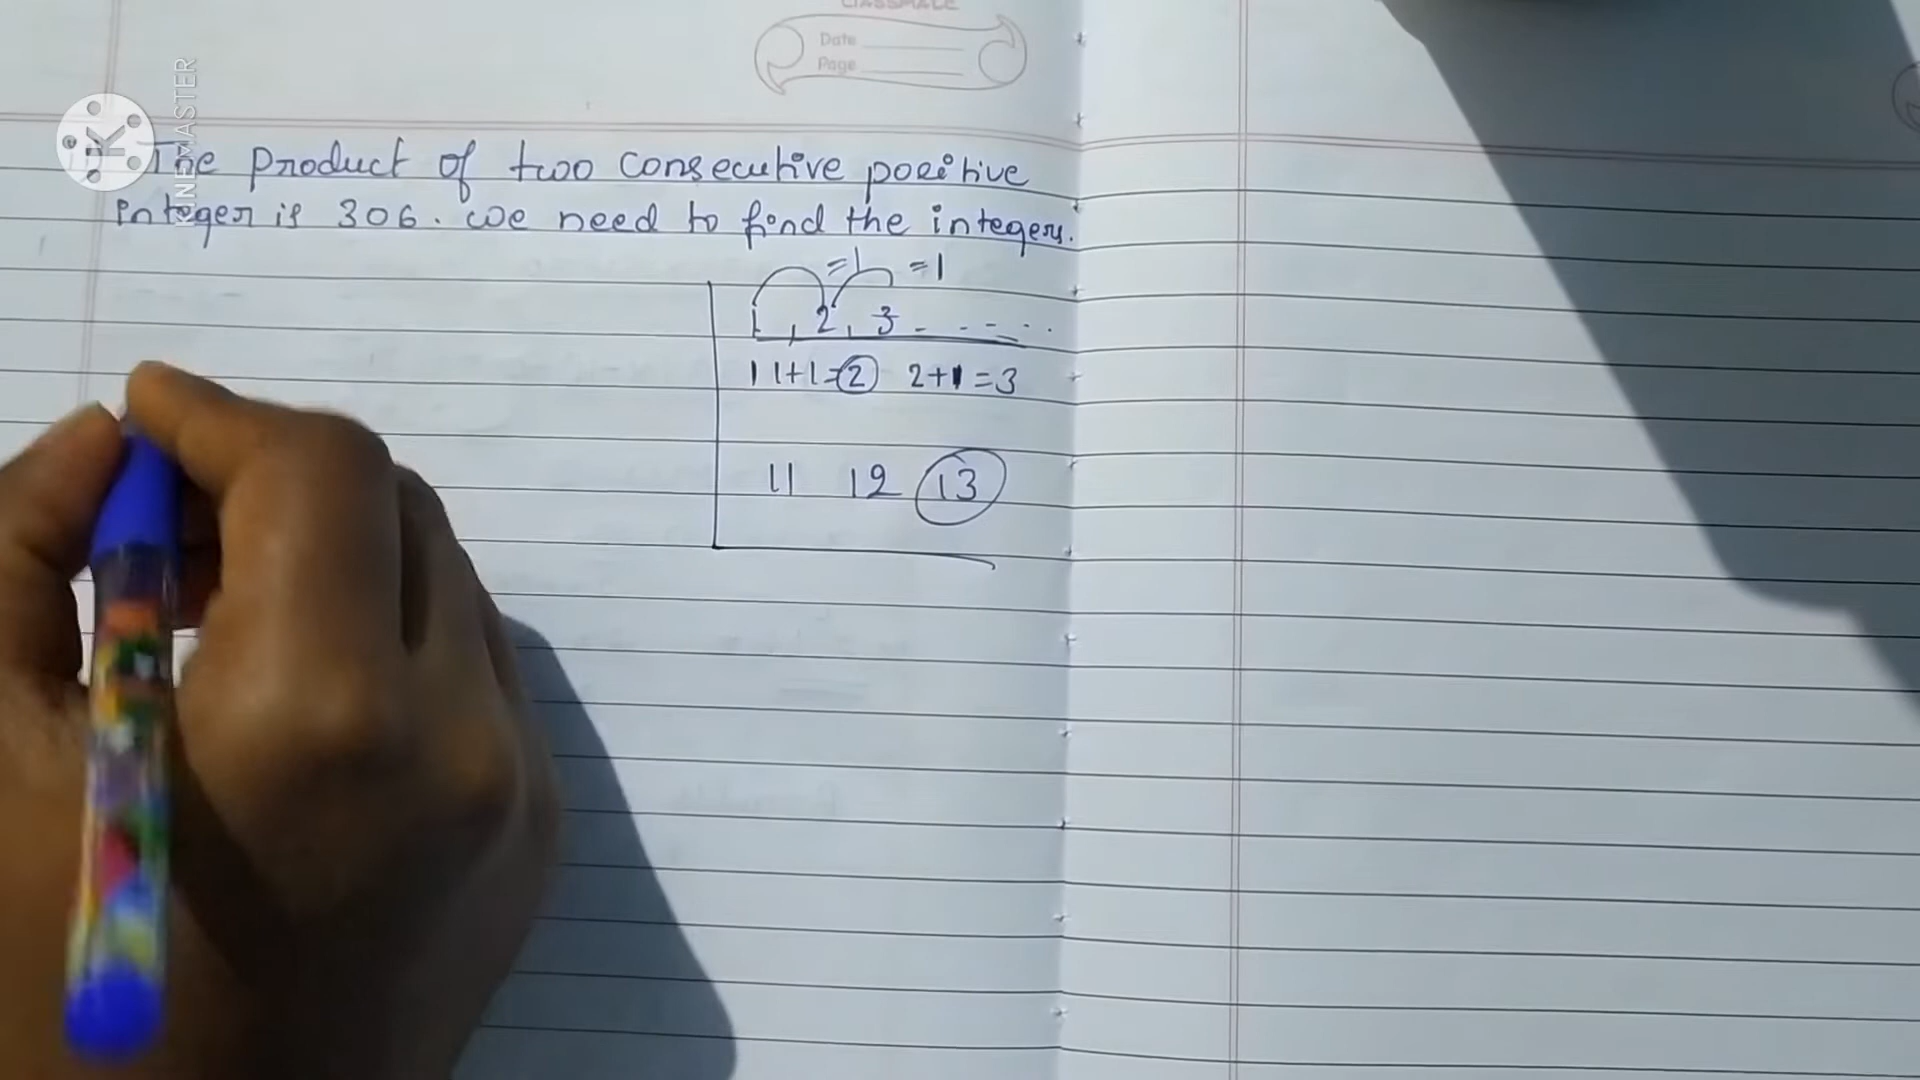 CLASSMATE
Date
Page
KINEMASTER
The product of two consecutive positive
integer is 306. We need to find the integers.
=1 =1
1, 2, 3 - - - - . .
1 1+1=2 2+1=3
11 12 13